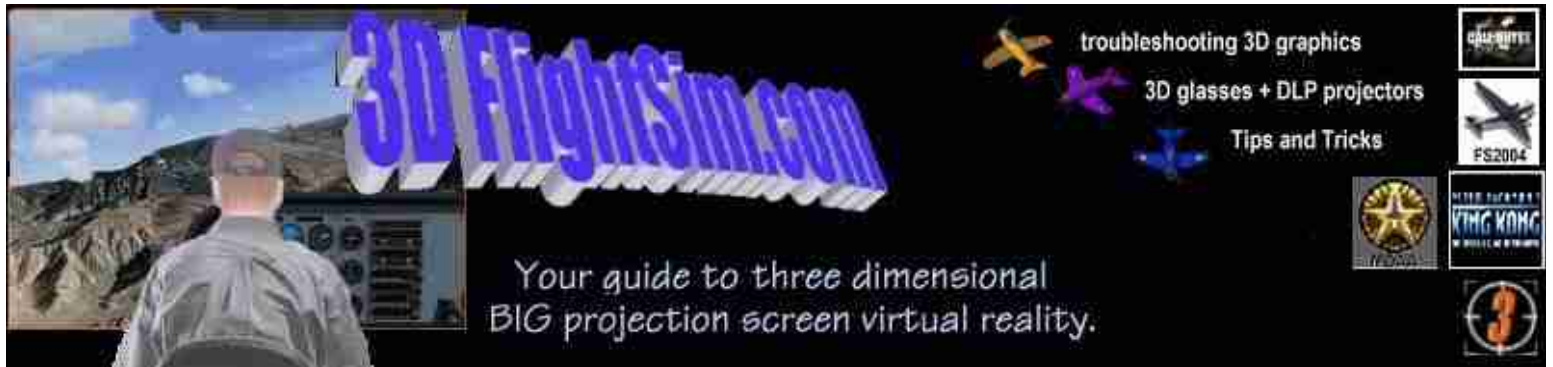 3D FlightSim.com
troubleshooting 3D graphics
3D glasses + DLP projectors
Tips and Tricks
Your guide to three dimensional
BIG projection screen virtual reality.
FS2004
KING KONG
3